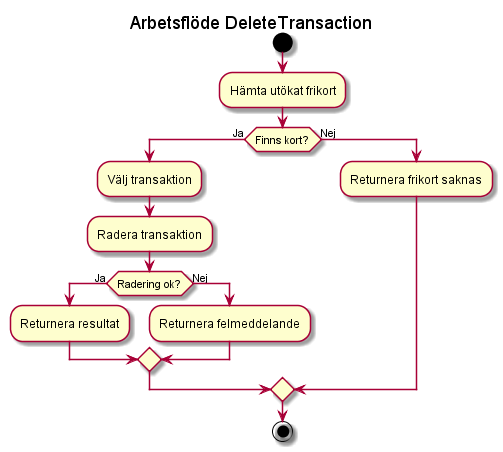 Arbetsflöde DeleteTransaction
Hämta utökat frikort
Finns kort?
Ja
Nej
Välj transaktion
Returnera frikort saknas
Radera transaktion
Radering ok?
Ja
Nej
Returnera resultat
Returnera felmeddelande